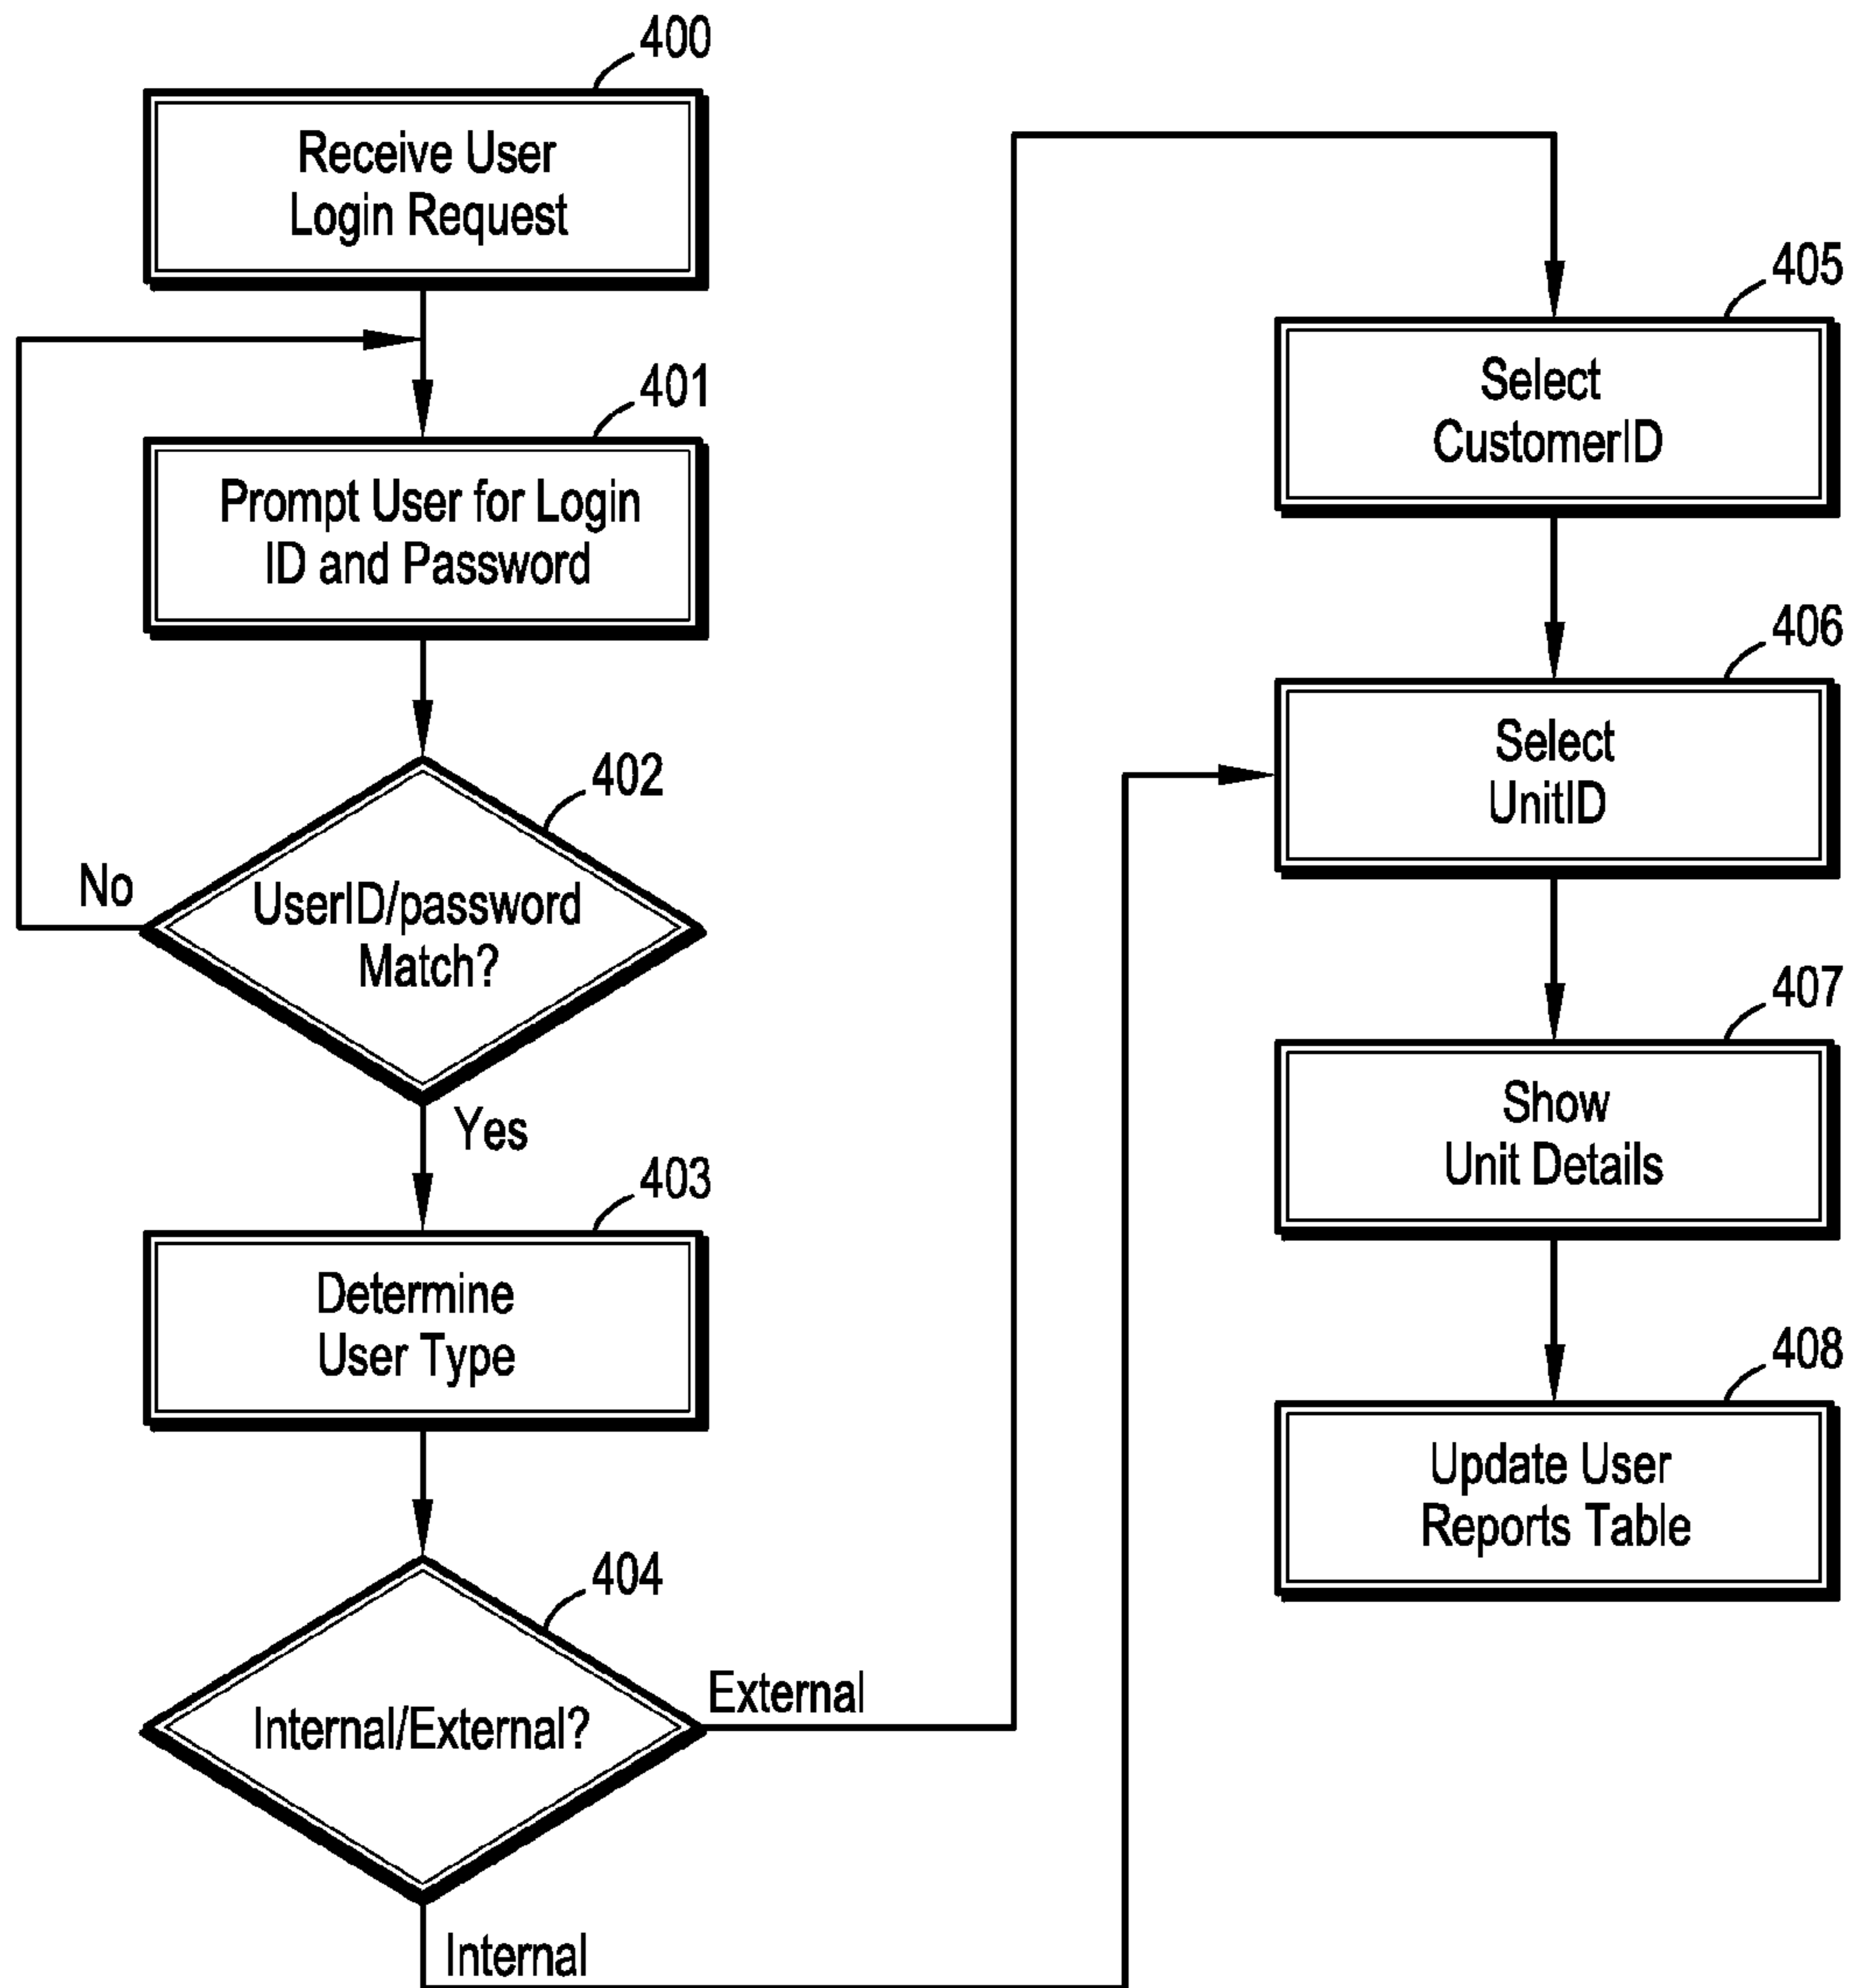 400
Receive User
Login Request
401
Prompt User for Login
ID and Password
402
No
UserID/password
Match?
Yes
403
Determine
User Type
404
Internal/External?
External
Internal
405
Select
CustomerID
406
Select
UnitID
407
Show
Unit Details
408
Update User
Reports Table